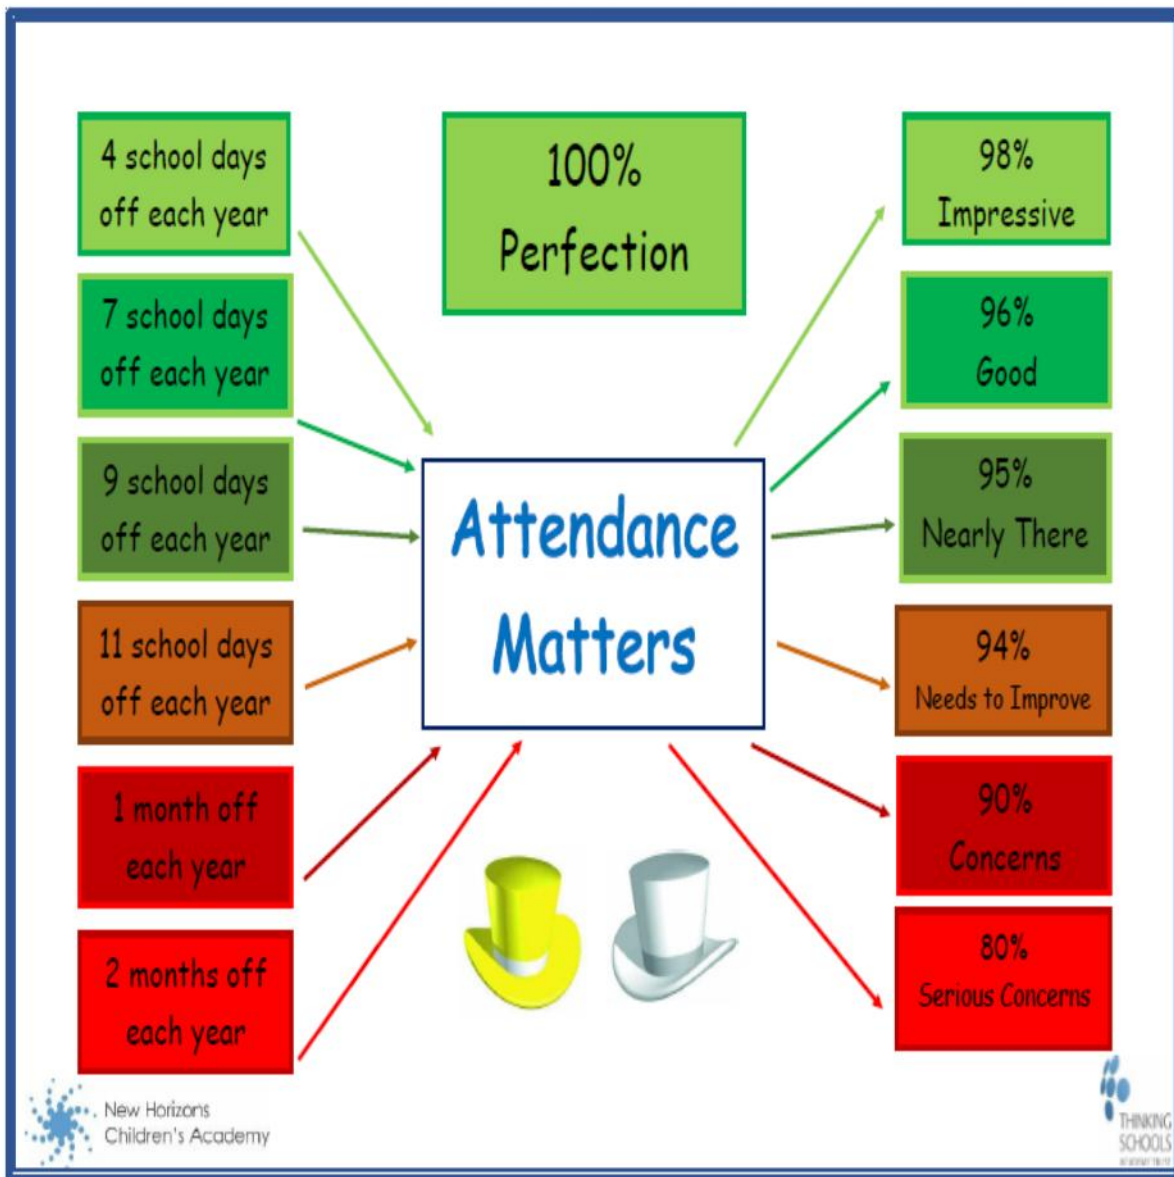 4 school days
off each year
7 school days
off each year
9 school days
off each year
11 school days
off each year
1 month off
each year
2 months off
each year
100%
Perfection
Attendance
Matters
98%
Impressive
96%
Good
95%
Nearly There
94%
Needs to Improve
90%
Concerns
80%
Serious Concerns
New Horizons
Children's Academy
THINKING
SCHOOLS
ACADEMY TRUST